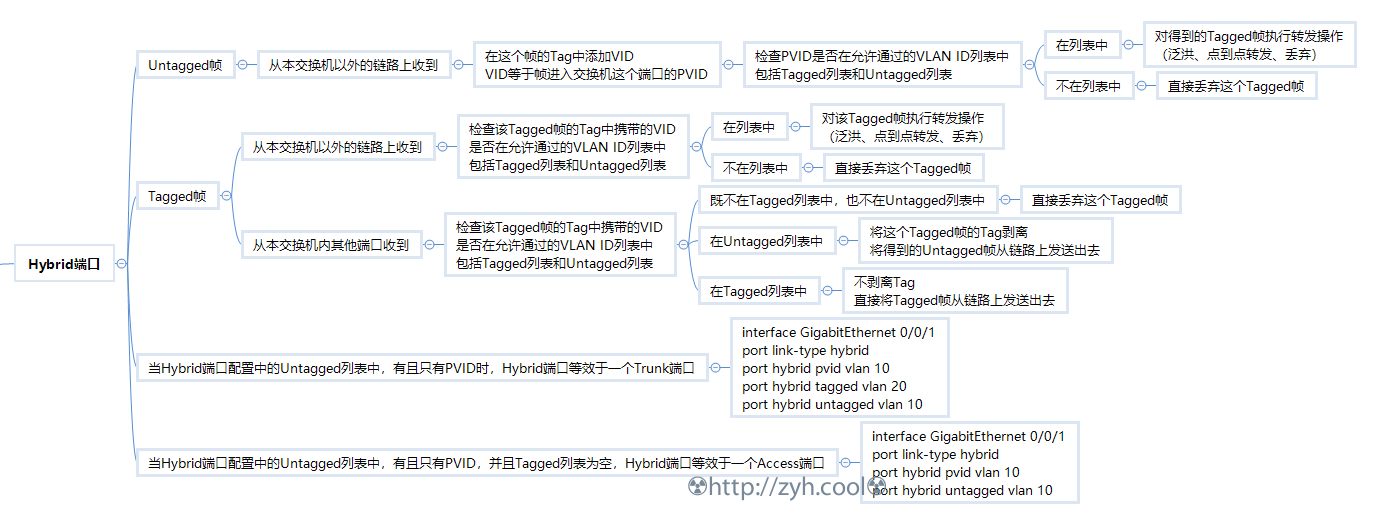 Hybrid端口
Untagged帧
从本交换机以外的链路上收到
在这个帧的Tag中添加VID
VID等于帧进入交换机这个端口的PVID
检查PVID是否在允许通过的VLAN ID列表中
包括Tagged列表和Untagged列表
在列表中
对得到的Tagged帧执行转发操作
（泛洪、点到点转发、丢弃）
不在列表中
直接丢弃这个Tagged帧
Tagged帧
从本交换机以外的链路上收到
检查该Tagged帧的Tag中携带的VID
是否在允许通过的VLAN ID列表中
包括Tagged列表和Untagged列表
在列表中
对该Tagged帧执行转发操作
（泛洪、点到点转发、丢弃）
不在列表中
直接丢弃这个Tagged帧
从本交换机内其他端口收到
检查该Tagged帧的Tag中携带的VID
是否在允许通过的VLAN ID列表中
包括Tagged列表和Untagged列表
既不在Tagged列表中，也不在Untagged列表中
直接丢弃这个Tagged帧
在Untagged列表中
将这个Tagged帧的Tag剥离
将得到的Untagged帧从链路上发送出去
在Tagged列表中
不剥离Tag
直接将Tagged帧从链路上发送出去
当Hybrid端口配置中的Untagged列表中，有且只有PVID时，Hybrid端口等效于一个Trunk端口
interface GigabitEthernet 0/0/1
port link-type hybrid
port hybrid pvid vlan 10
port hybrid tagged vlan 20
port hybrid untagged vlan 10
当Hybrid端口配置中的Untagged列表中，有且只有PVID，并且Tagged列表为空，Hybrid端口等效于一个Access端口
interface GigabitEthernet 0/0/1
port link-type hybrid
port hybrid pvid vlan 10
port hybrid untagged vlan 10
☢http://zyh.cool☢